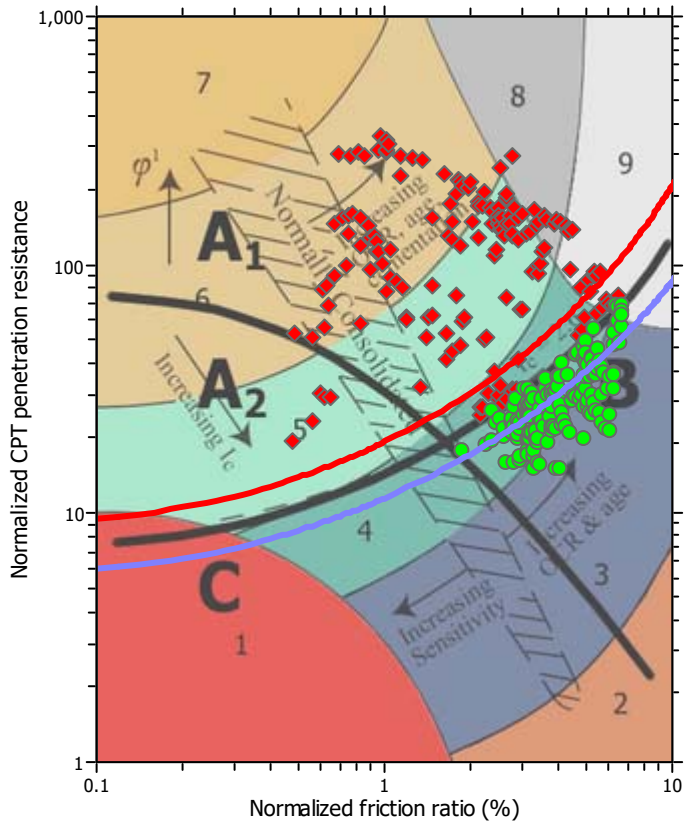 1,000
100
10
1
Normalized CPT penetration resistance
0.1
1
10
Normalized friction ratio (%)
7
8
9
φ¹
A₁
6
A₂
Increasing Ic
5
Normally Consolidated
Increasing
OCR, age
B
4
C
1
Increasing
OCR & age
Increasing
Sensitivity
3
2